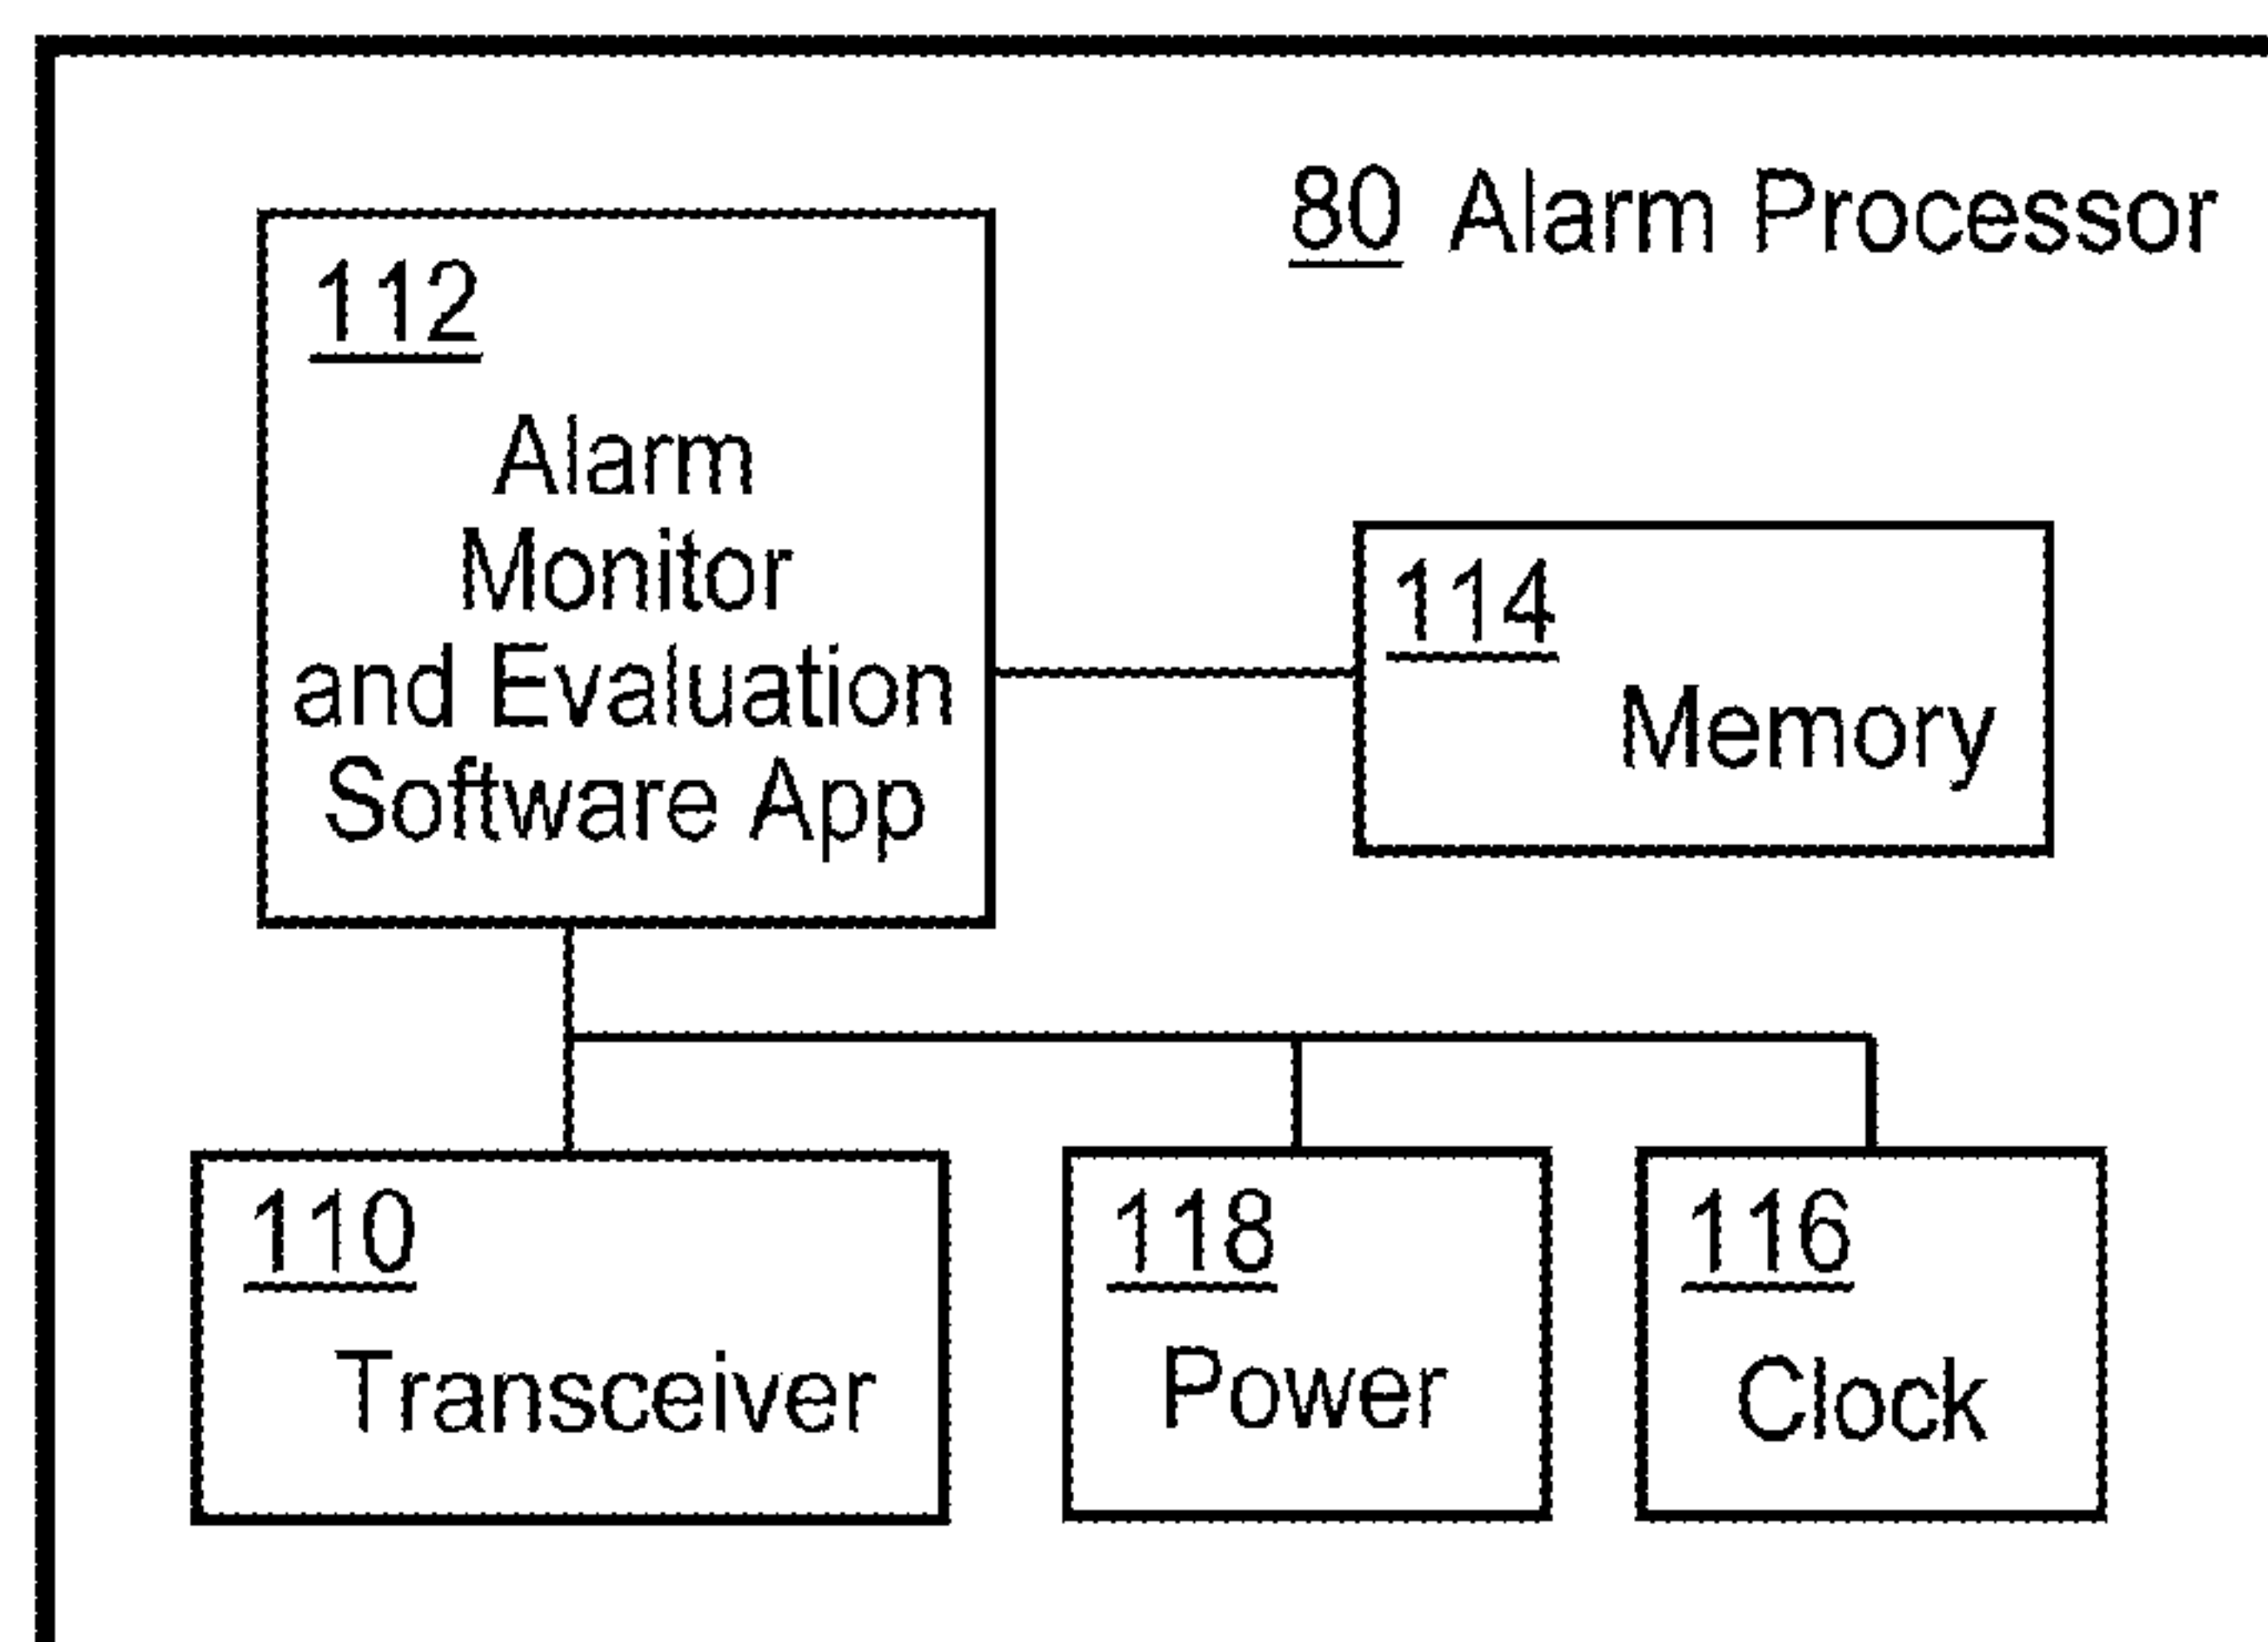 80 Alarm Processor
112
Alarm
Monitor
and Evaluation
Software App
114
Memory
110
Transceiver
118
Power
116
Clock